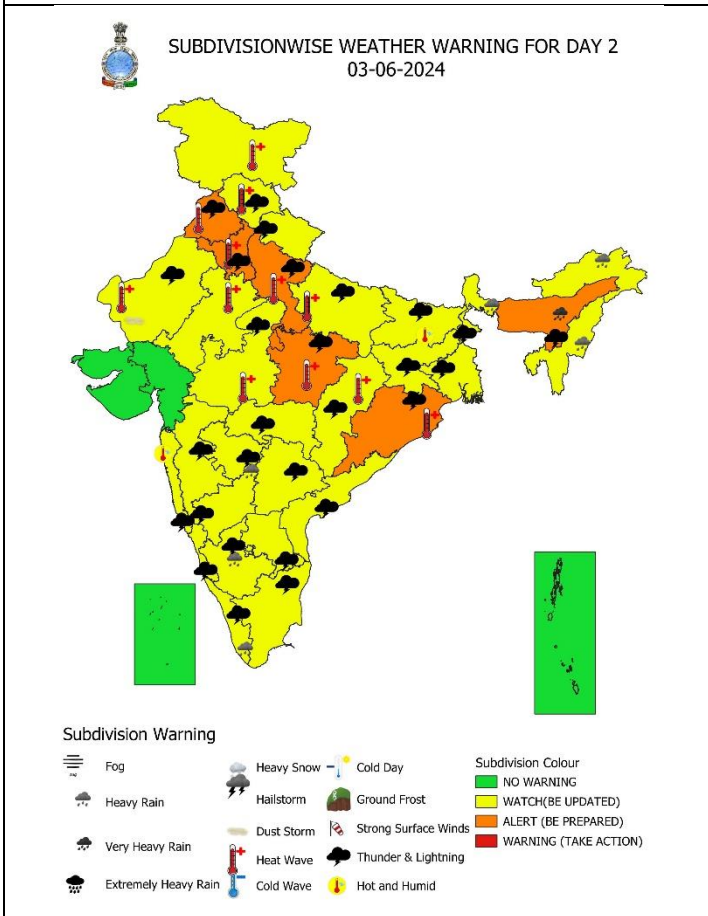 SUBDIVISIONWISE WEATHER WARNING FOR DAY 2
03-06-2024
Subdivision Warning
Fog
Heavy Rain
Very Heavy Rain
Extremely Heavy Rain
Heavy Snow
Hailstorm
Dust Storm
Heat Wave
Cold Wave
Cold Day
Ground Frost
Strong Surface Winds
Thunder & Lightning
Hot and Humid
Subdivision Colour
NO WARNING
WATCH(BE UPDATED)
ALERT (BE PREPARED)
WARNING (TAKE ACTION)